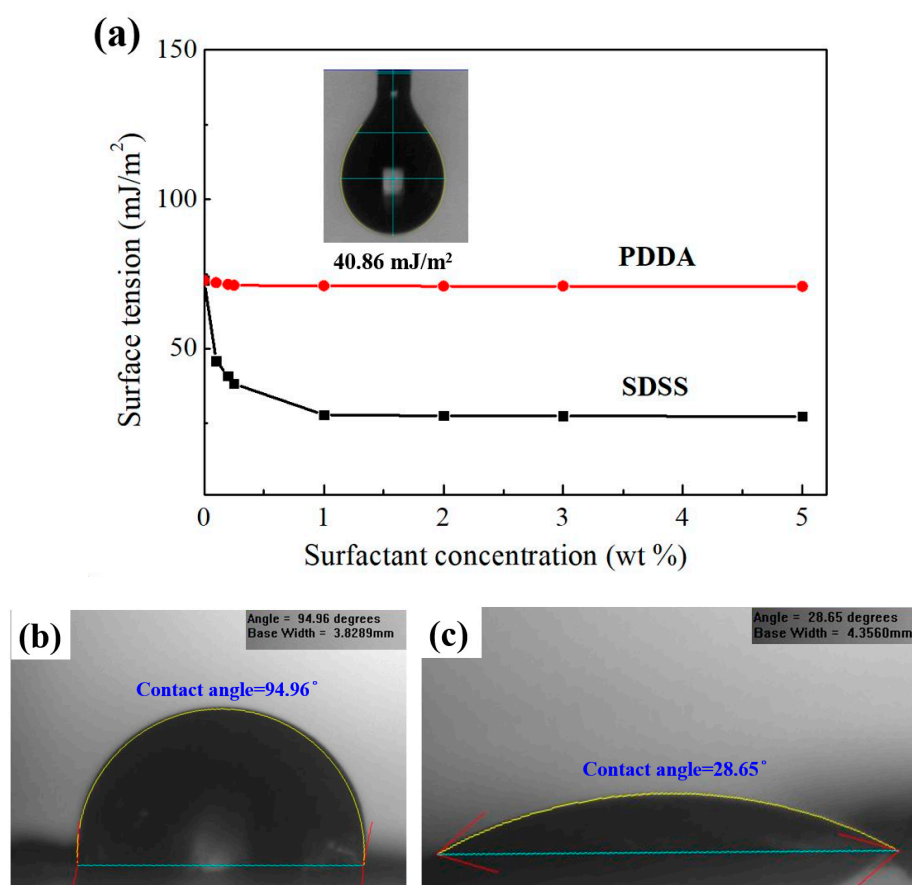 (a)
150
100
50
Surface tension (mJ/m²)
40.86 mJ/m²
PDDA
SDSS
0 1 2 3 4 5
Surfactant concentration (wt %)
(b)
Angle = 94.96 degrees
Base Width = 3.8289mm
Contact angle=94.96°
(c)
Angle = 28.65 degrees
Base Width = 4.3560mm
Contact angle=28.65°